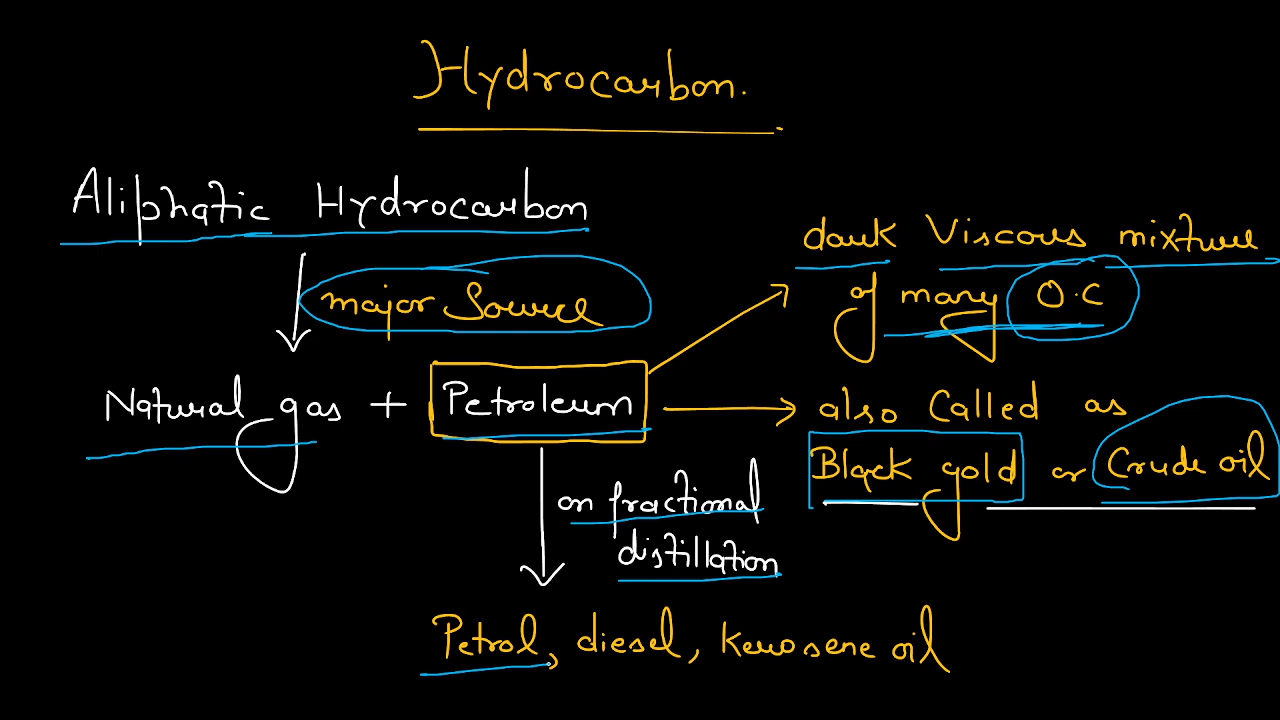 Hydrocarbon.
Aliphatic Hydrocarbon
major Source
Natural gas + Petroleum
dark Viscous mixture
of many O.C
also Called as
Black gold or Crude oil
on fractional
distillation
Petrol, diesel, kerosene oil